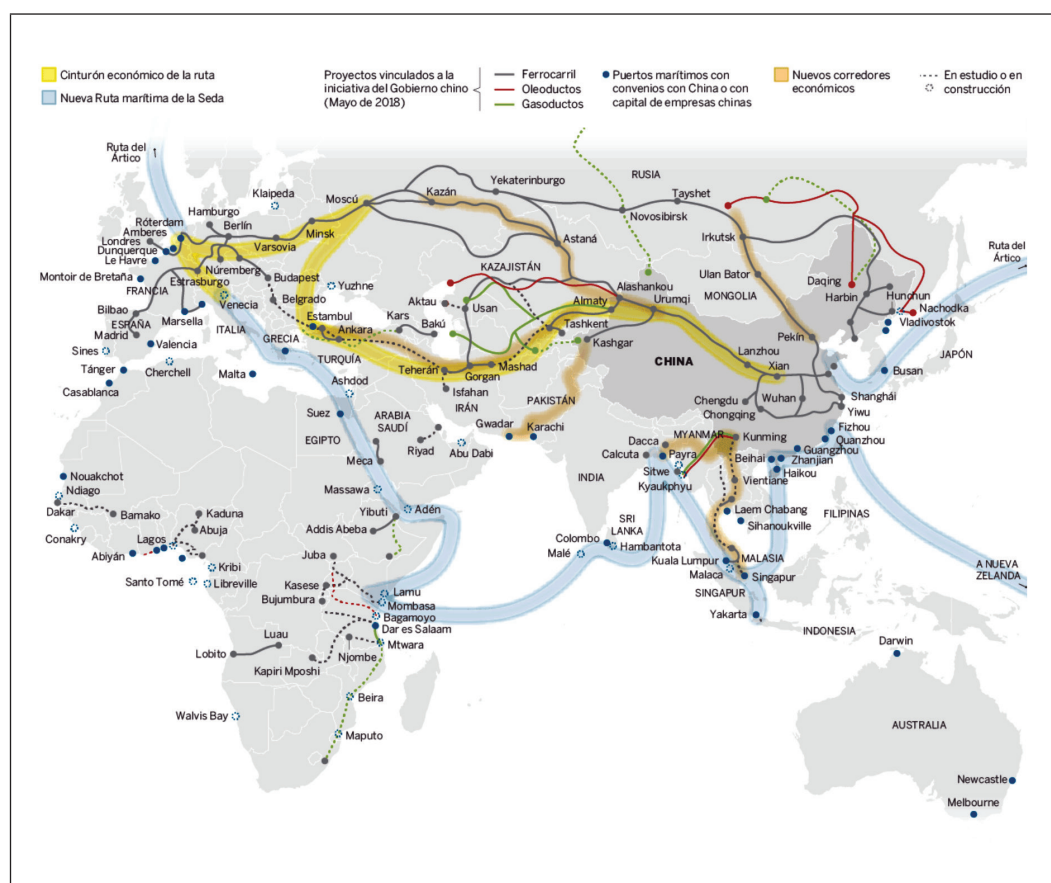 Cinturón económico de la ruta
Nueva Ruta marítima de la Seda
Proyectos vinculados a la
iniciativa del Gobierno chino
(Mayo de 2018)
Ferrocarril
Oleoductos
Gasoductos
Puertos marítimos con
convenios con China o con
capital de empresas chinas
Nuevos corredores
económicos
En estudio o en
construcción
Ruta del
Ártico
Klaipeda
Moscú
Kazán
Yekaterinburgo
RUSIA
Tayshet
Novosibirsk
Hamburgo
Berlín
Róterdam
Amberes
Londres
Dunquerque
Le Havre
Varsovia
Minsk
Astaná
Irkutsk
Ruta del
Ártico
Montoir de Bretaña
Núremberg
Estrasburgo
FRANCIA
Budapest
Venecia
Belgrado
Yuzhne
KAZAJISTÁN
Alashankou
Ulan Bator
Daqing
Harbin
Hunchun
Nachodka
Vladivostok
Bilbao
ESPAÑA
Madrid
Marsella
ITALIA
Estambul
Ankara
Kars
Bakú
Aktau
Usan
Almaty
Urumqi
MONGOLIA
Tashkent
Kashgar
Pekín
Sines
Valencia
GRECIA
TURQUÍA
CHINA
Lanzhou
Xian
JAPÓN
Tánger
Cherchell
Malta
Casablanca
Ashdod
Teherán
Gorgan
Mashad
Isfahan
IRÁN
Busan
Suez
ARABIA
SAUDÍ
PAKISTÁN
Chengdu
Chongqing
Wuhan
Shanghái
Yiwu
EGIPTO
Riyad
Abu Dabi
Gwadar
Karachi
Dacca
Calcuta
MYANMAR
Payra
Kunming
Fizhou
Quanzhou
Guangzhou
Meca
INDIA
Sitwe
Kyaukphyu
Beihai
Zhanjian
Haikou
Nouakchot
Ndiago
Dakar
Bamako
Kaduna
Abuja
Massawa
Adén
Vientiane
Conakry
Abiyán
Lagos
Yibuti
Addis Abeba
SRI
LANKA
Colombo
Malé
Hambantota
Laem Chabang
Sihanoukville
FILIPINAS
Kribi
Santo Tomé
Libreville
Juba
Kasese
Bujumbura
Lamu
Mombasa
Bagamoyo
Dar es Salaam
Mtwara
MALASIA
Kuala Lumpur
Malaca
Singapur
SINGAPUR
A NUEVA
ZELANDA
Yakarta
INDONESIA
Darwin
Luau
Lobito
Kapiri Mposhi
Njombe
Beira
Walvis Bay
Maputo
AUSTRALIA
Newcastle
Melbourne